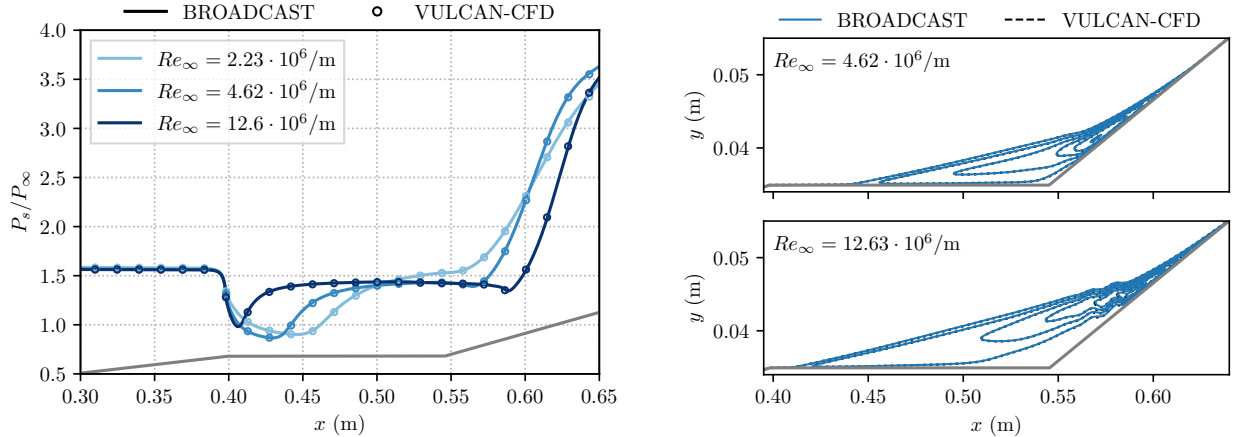 BROADCAST VULCAN-CFD
Re∞ = 2.23 · 10⁶/m
Re∞ = 4.62 · 10⁶/m
Re∞ = 12.6 · 10⁶/m
4.0
3.5
3.0
2.5
2.0
1.5
1.0
0.5
Ps/P∞
0.30 0.35 0.40 0.45 0.50 0.55 0.60 0.65
x (m)
BROADCAST VULCAN-CFD
Re∞ = 4.62 · 10⁶/m
0.05
0.04
y (m)
Re∞ = 12.63 · 10⁶/m
0.05
0.04
y (m)
0.40 0.45 0.50 0.55 0.60
x (m)